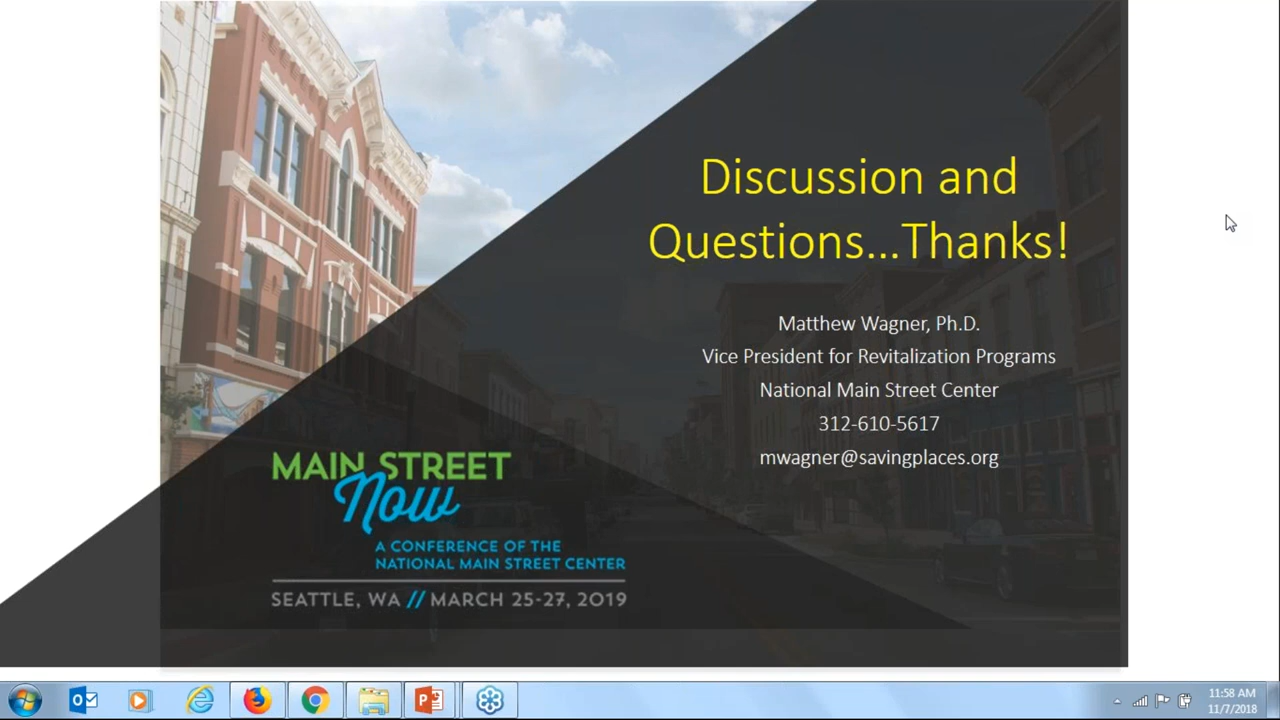 Discussion and
Questions...Thanks!
Matthew Wagner, Ph.D.
Vice President for Revitalization Programs
National Main Street Center
312-610-5617
mwagner@savingplaces.org
MAIN STREET
Now
A CONFERENCE OF THE
NATIONAL MAIN STREET CENTER
SEATTLE, WA // MARCH 25-27, 2019
11:58 AM
11/7/2018